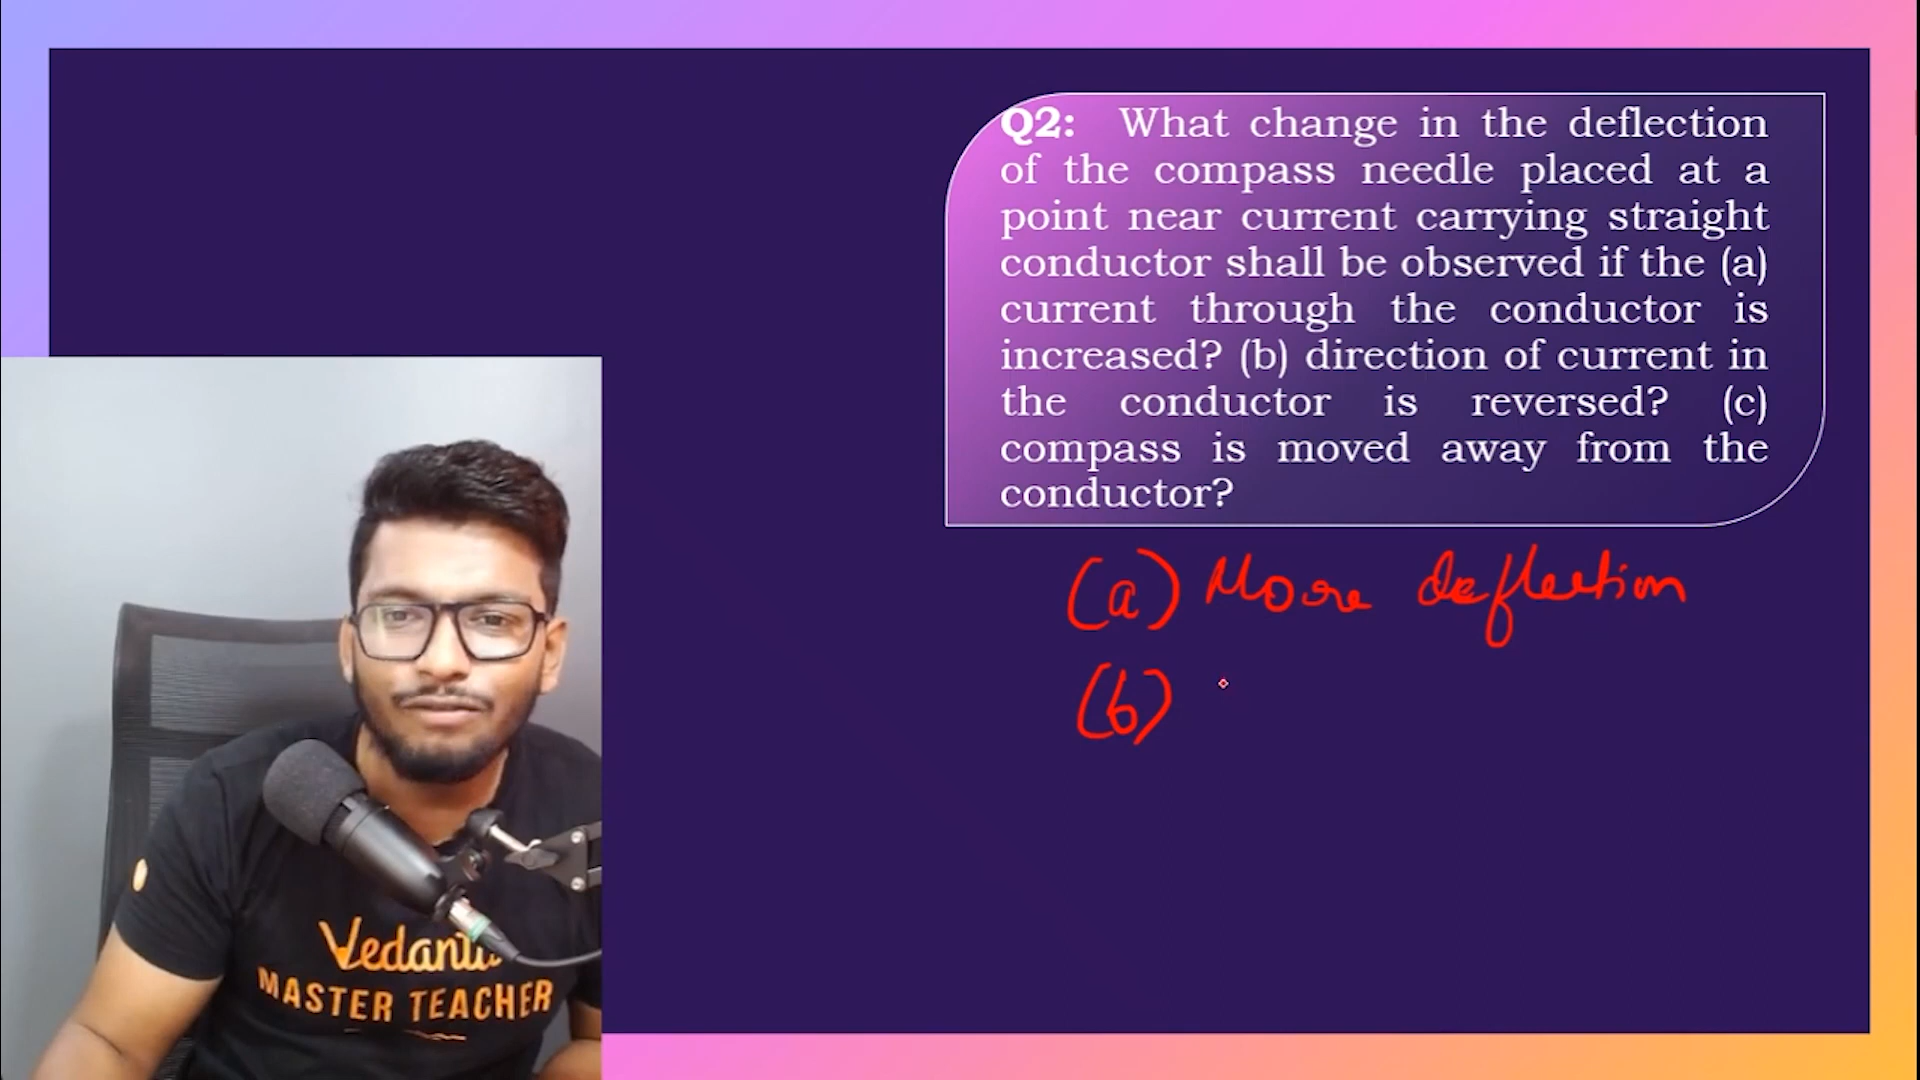 Q2: What change in the deflection
of the compass needle placed at a
point near current carrying straight
conductor shall be observed if the (a)
current through the conductor is
increased? (b) direction of current in
the conductor is reversed? (c)
compass is moved away from the
conductor?
(a) More deflection
(b)
Vedantu
MASTER TEACHER